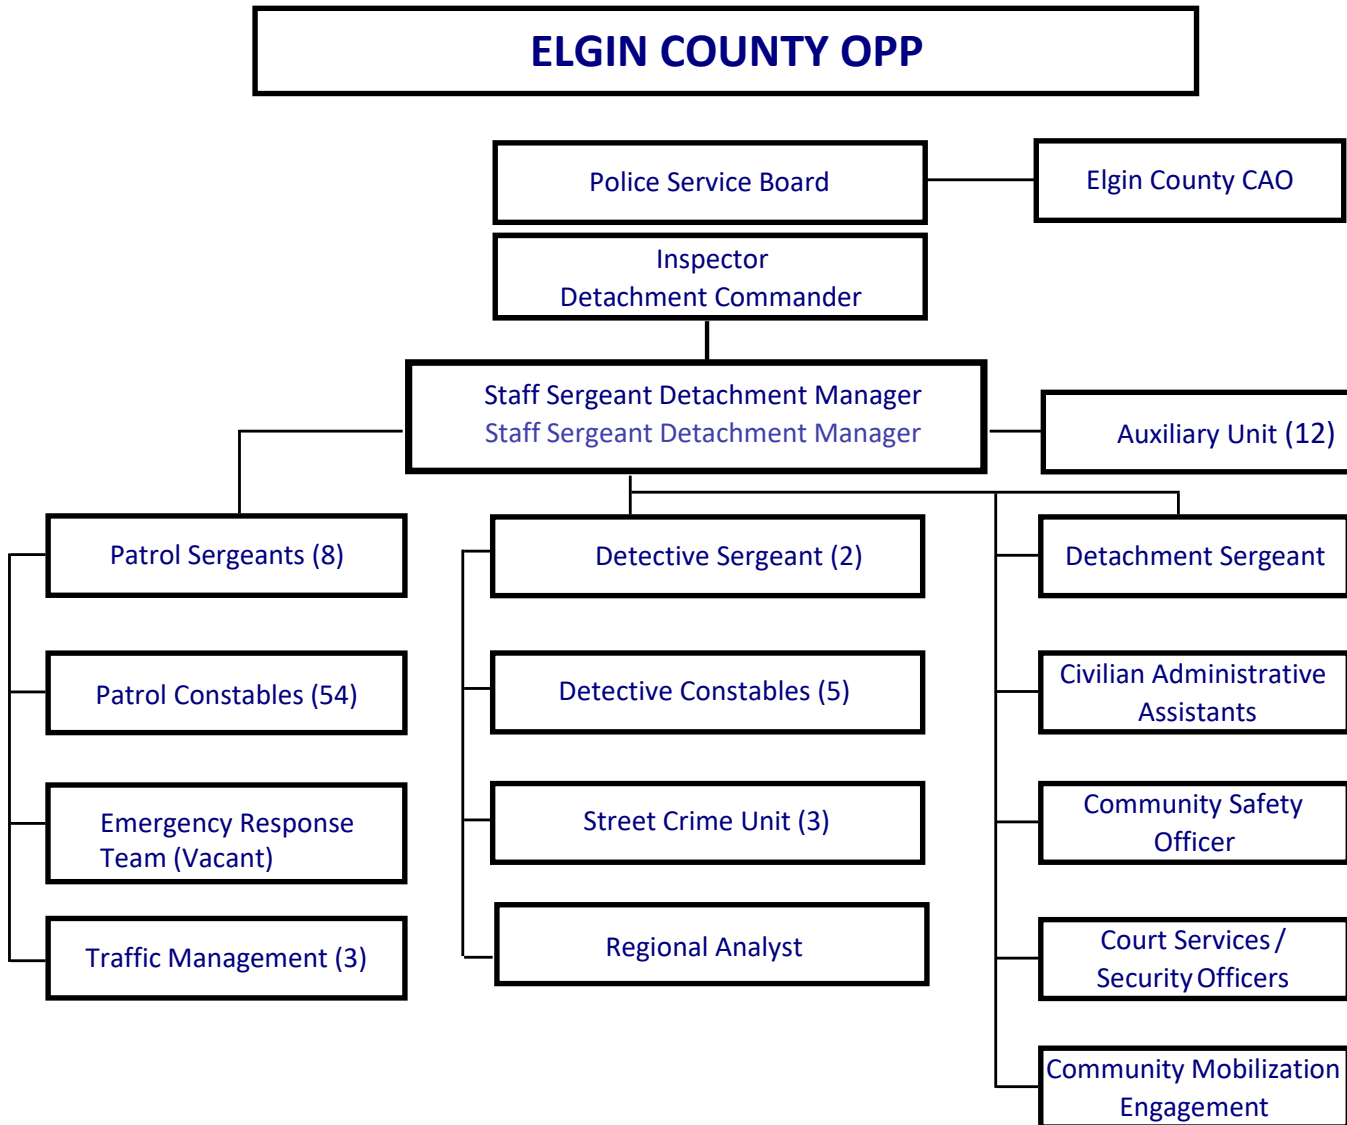 ELGIN COUNTY OPP
Police Service Board
Elgin County CAO
Inspector
Detachment Commander
Staff Sergeant Detachment Manager
Staff Sergeant Detachment Manager
Auxiliary Unit (12)
Patrol Sergeants (8)
Detective Sergeant (2)
Detachment Sergeant
Patrol Constables (54)
Detective Constables (5)
Civilian Administrative
Assistants
Emergency Response
Team (Vacant)
Street Crime Unit (3)
Community Safety
Officer
Traffic Management (3)
Regional Analyst
Court Services /
Security Officers
Community Mobilization
Engagement